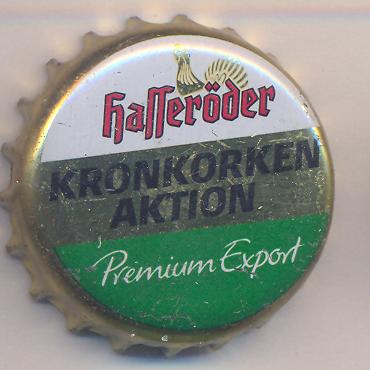 Hasseröder
KRONKORKEN
AKTION
Premium Export